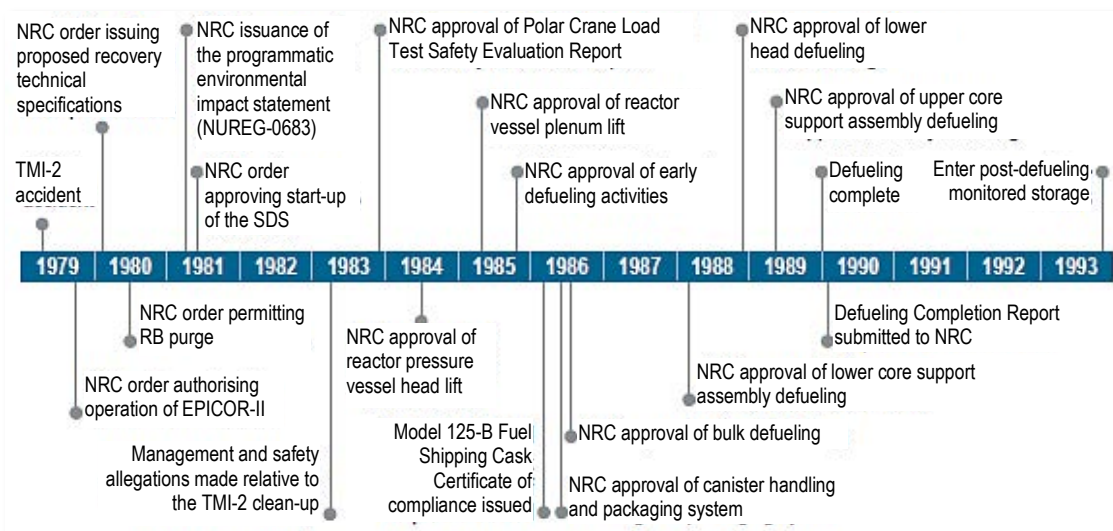 NRC order issuing
proposed recovery
technical
specifications
NRC issuance of
the programmatic
environmental
impact statement
(NUREG-0683)
NRC approval of Polar Crane Load
Test Safety Evaluation Report
NRC approval of lower
head defueling
TMI-2
accident
NRC order
approving start-up
of the SDS
NRC approval of reactor
vessel plenum lift
NRC approval of early
defueling activities
NRC approval of upper core
support assembly defueling
Defueling
complete
Enter post-defueling
monitored storage
1979 1980 1981 1982 1983 1984 1985 1986 1987 1988 1989 1990 1991 1992 1993
NRC order permitting
RB purge
NRC order authorising
operation of EPICOR-II
Management and safety
allegations made relative to
the TMI-2 clean-up
NRC approval of
reactor pressure
vessel head lift
Model 125-B Fuel
Shipping Cask
Certificate of
compliance issued
NRC approval of bulk defueling
NRC approval of canister handling
and packaging system
NRC approval of lower core support
assembly defueling
Defueling Completion Report
submitted to NRC